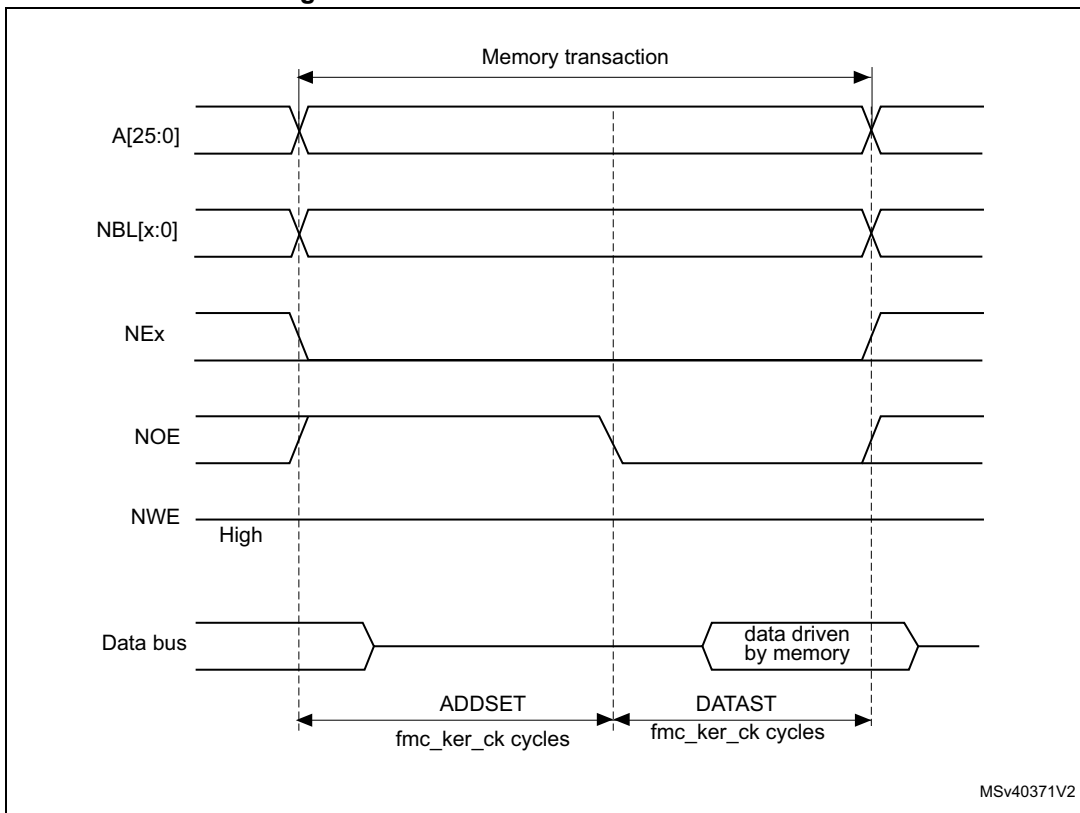 Memory transaction
A[25:0]
NBL[x:0]
NEx
NOE
NWE
High
Data bus
data driven
by memory
ADDSET
DATAST
fmc_ker_ck cycles
fmc_ker_ck cycles
MSv40371V2